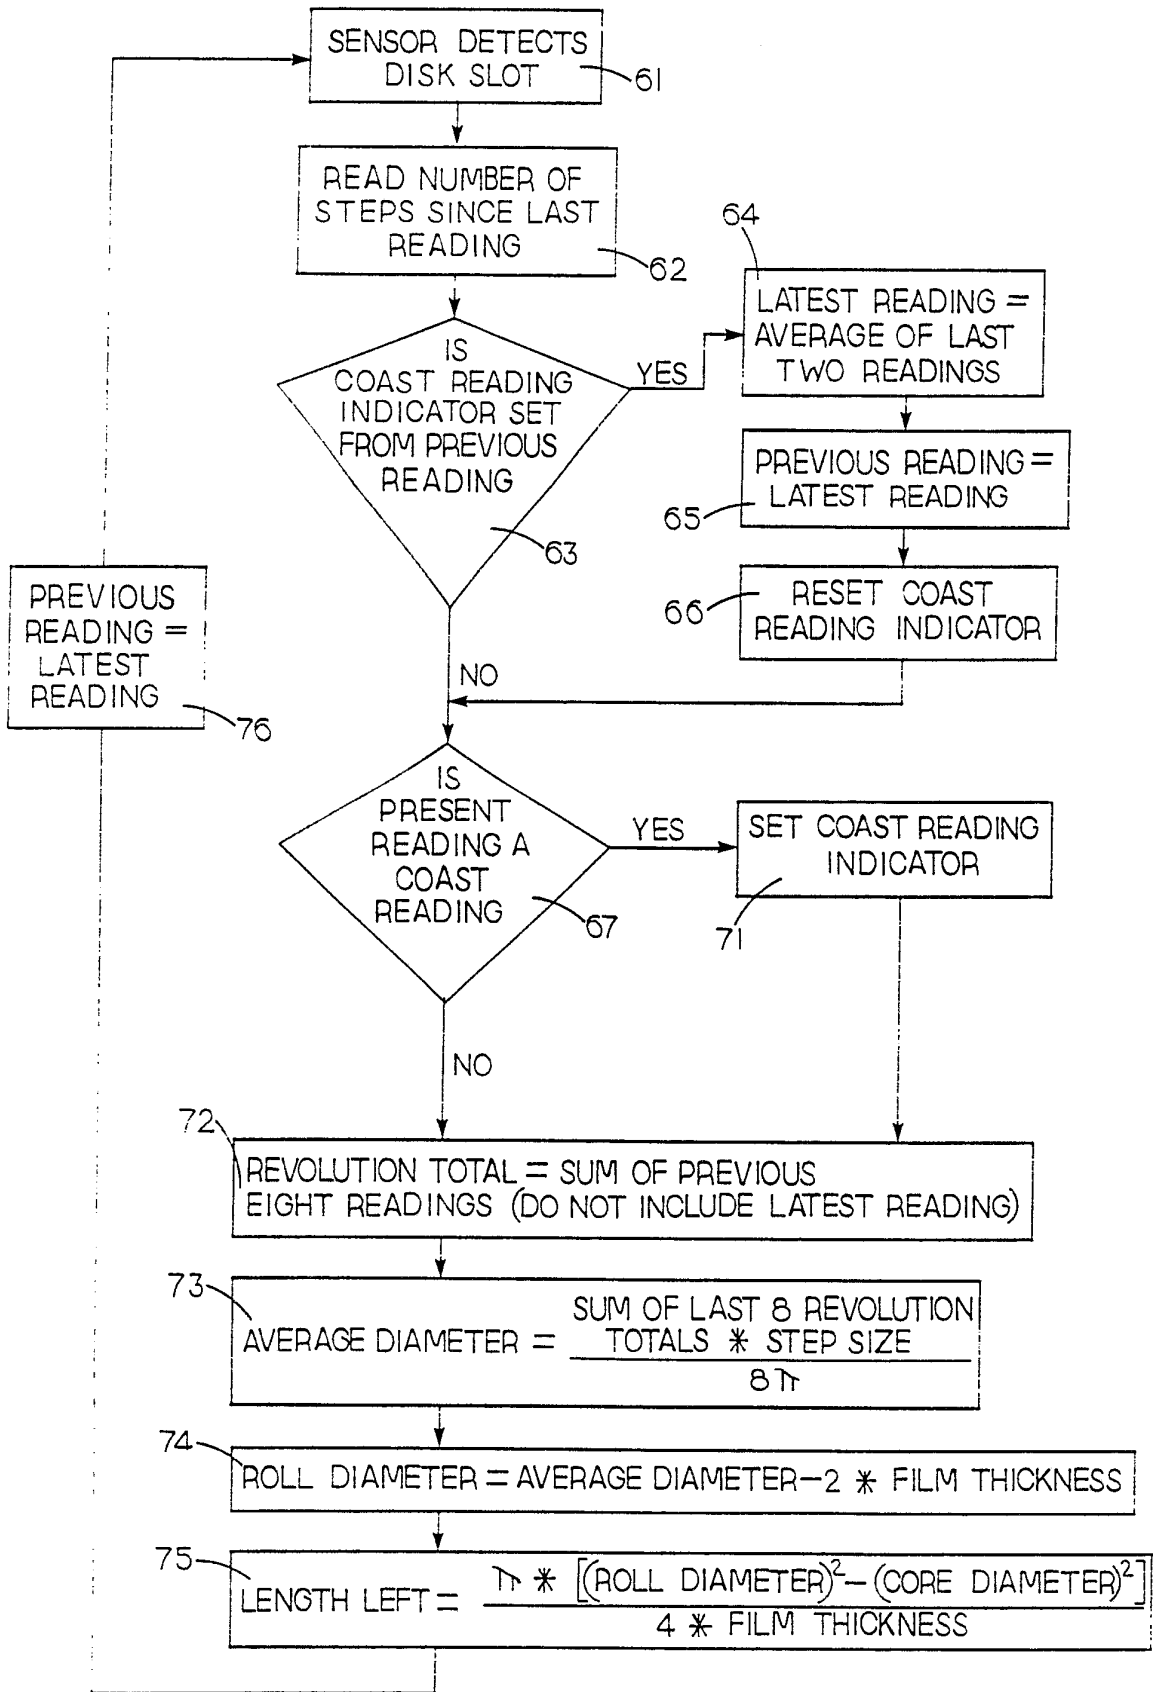 SENSOR DETECTS
DISK SLOT
61
READ NUMBER OF
STEPS SINCE LAST
READING
62
IS
COAST READING
INDICATOR SET
FROM PREVIOUS
READING
63
YES
64
LATEST READING =
AVERAGE OF LAST
TWO READINGS
PREVIOUS READING =
LATEST READING
65
RESET COAST
READING INDICATOR
66
NO
PREVIOUS
READING =
LATEST
READING
76
IS
PRESENT
READING A
COAST
READING
67
YES
SET COAST READING
INDICATOR
71
NO
72
REVOLUTION TOTAL = SUM OF PREVIOUS
EIGHT READINGS (DO NOT INCLUDE LATEST READING)
73
AVERAGE DIAMETER = SUM OF LAST 8 REVOLUTION
TOTALS * STEP SIZE
8π
74
ROLL DIAMETER = AVERAGE DIAMETER - 2 * FILM THICKNESS
75
LENGTH LEFT = π * [(ROLL DIAMETER)² - (CORE DIAMETER)²]
4 * FILM THICKNESS